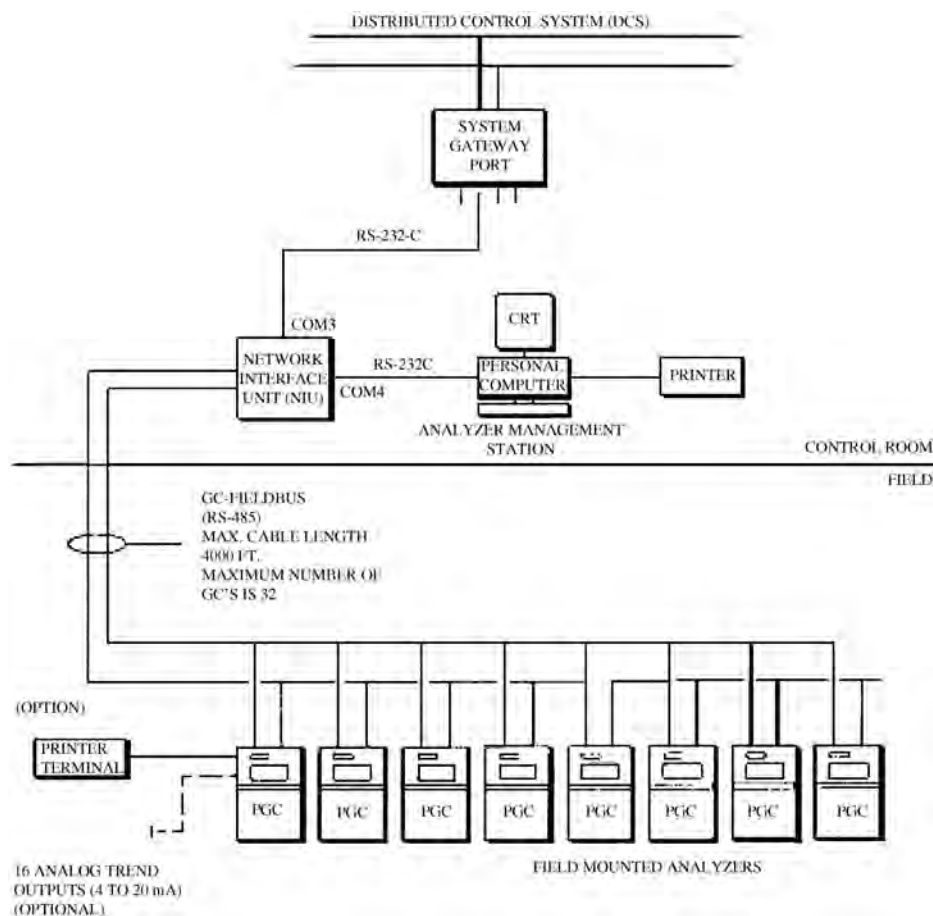 DISTRIBUTED CONTROL SYSTEM (DCS)
SYSTEM
GATEWAY
PORT
RS-232-C
COM3
CRT
NETWORK
INTERFACE
UNIT (NIU)
RS-232C
COM4
PERSONAL
COMPUTER
PRINTER
ANALYZER MANAGEMENT
STATION
CONTROL ROOM
FIELD
GC-FIELDBUS
(RS-485)
MAX. CABLE LENGTH
4000 FT.
MAXIMUM NUMBER OF
GC'S IS 32
(OPTION)
PRINTER
TERMINAL
PGC
PGC
PGC
PGC
PGC
PGC
PGC
PGC
16 ANALOG TREND
OUTPUTS (4 TO 20 mA)
(OPTIONAL)
FIELD MOUNTED ANALYZERS